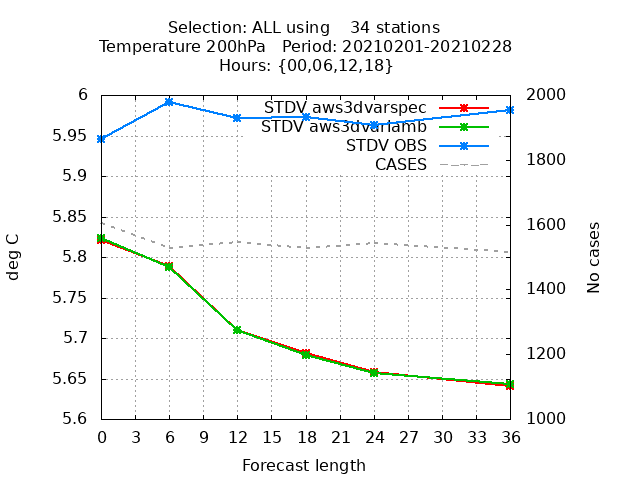 Selection: ALL using    34 stations
Temperature 200hPa   Period: 20210201-20210228
Hours: {00,06,12,18}
STDV aws3dvarspec
STDV aws3dvarlamb
STDV OBS
CASES
6
5.95
5.9
5.85
5.8
5.75
5.7
5.65
5.6
deg C
2000
1800
1600
1400
1200
1000
No cases
0 3 6 9 12 15 18 21 24 27 30 33 36
Forecast length